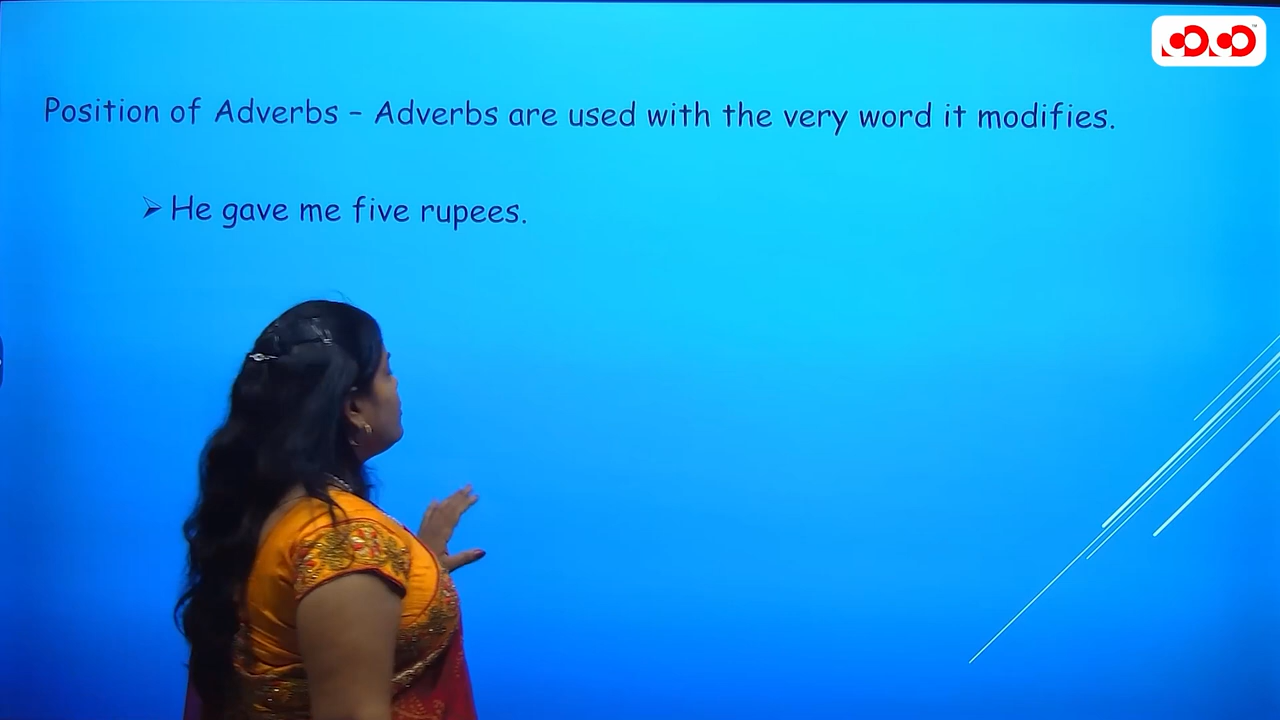 Position of Adverbs – Adverbs are used with the very word it modifies.
➢ He gave me five rupees.